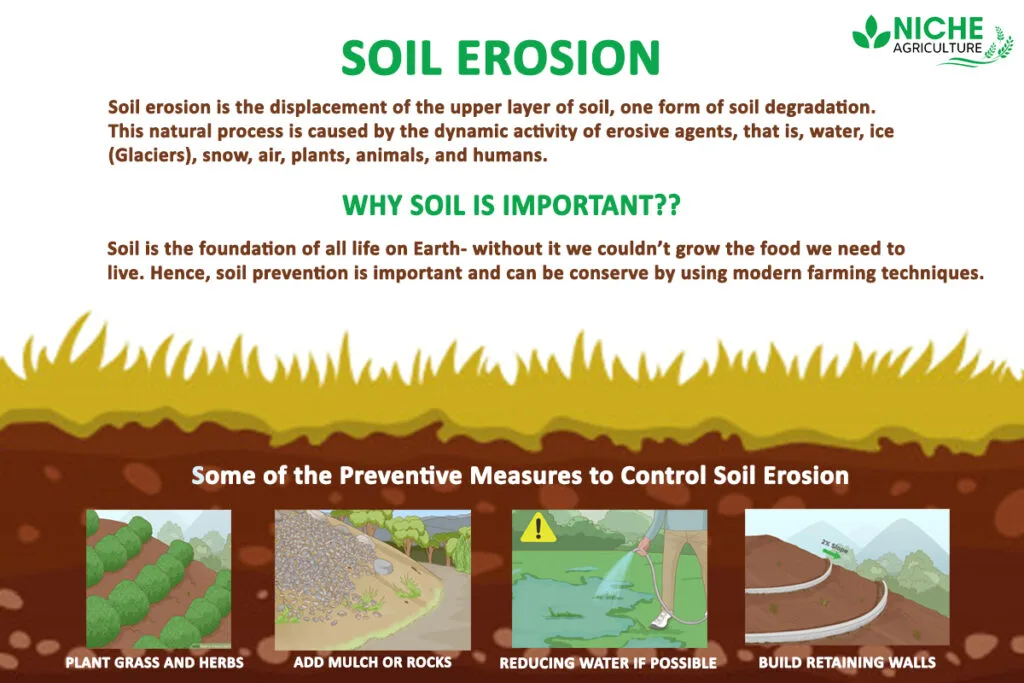 NICHE
AGRICULTURE
SOIL EROSION
Soil erosion is the displacement of the upper layer of soil, one form of soil degradation.
This natural process is caused by the dynamic activity of erosive agents, that is, water, ice
(Glaciers), snow, air, plants, animals, and humans.
WHY SOIL IS IMPORTANT??
Soil is the foundation of all life on Earth- without it we couldn’t grow the food we need to
live. Hence, soil prevention is important and can be conserve by using modern farming techniques.
Some of the Preventive Measures to Control Soil Erosion
!
2% Slope
PLANT GRASS AND HERBS
ADD MULCH OR ROCKS
REDUCING WATER IF POSSIBLE
BUILD RETAINING WALLS